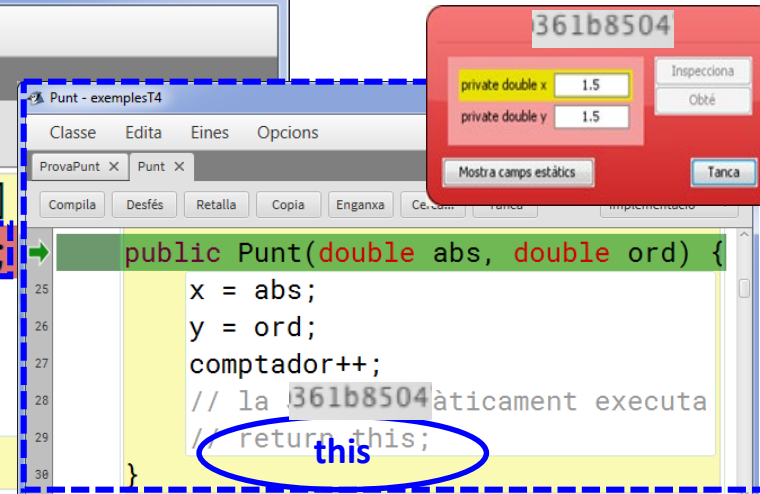 361b8504
private double x 1.5
Inspecciona
private double y 1.5
Obté
Mostra camps estàtics
Tanca
Punt - exemplesT4
Classe Edita Eines Opcions
ProvaPunt X Punt X
Compila Desfés Retalla Copia Enganxa
public Punt(double abs, double ord) {
25 x = abs;
26 y = ord;
27 comptador++;
28 // la 361b8504 àticament executa
29 // return this;
this
30 }